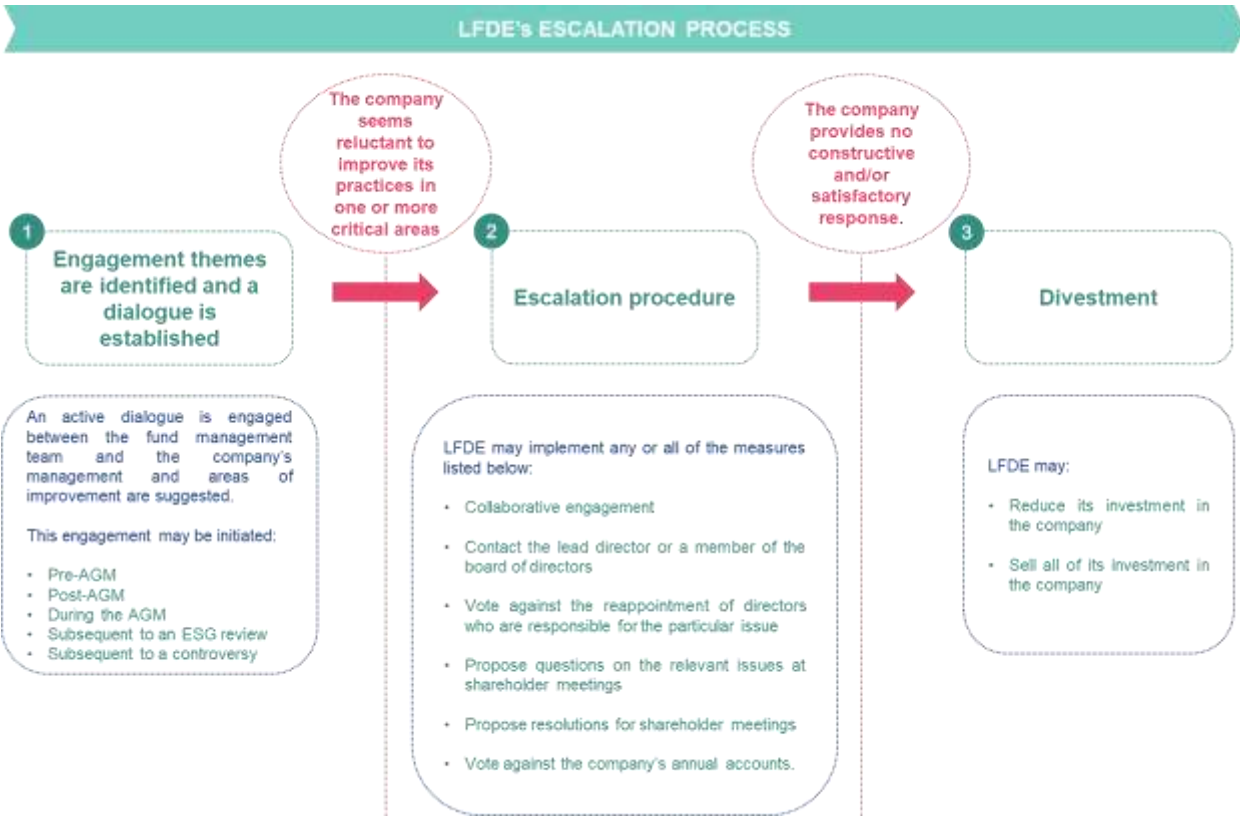 LFDE's ESCALATION PROCESS
The company
seems
reluctant to
improve its
practices in
one or more
critical areas
The company
provides no
constructive
and/or
satisfactory
response.
1
Engagement themes
are identified and a
dialogue is
established
2
Escalation procedure
3
Divestment
An active dialogue is engaged
between the fund management
team and the company's
management and areas of
improvement are suggested.
This engagement may be initiated:
• Pre-AGM
• Post-AGM
• During the AGM
• Subsequent to an ESG review
• Subsequent to a controversy
LFDE may implement any or all of the measures
listed below:
• Collaborative engagement
• Contact the lead director or a member of the
board of directors
• Vote against the reappointment of directors
who are responsible for the particular issue
• Propose questions on the relevant issues at
shareholder meetings
• Propose resolutions for shareholder meetings
• Vote against the company's annual accounts.
LFDE may:
• Reduce its investment in
the company
• Sell all of its investment in
the company